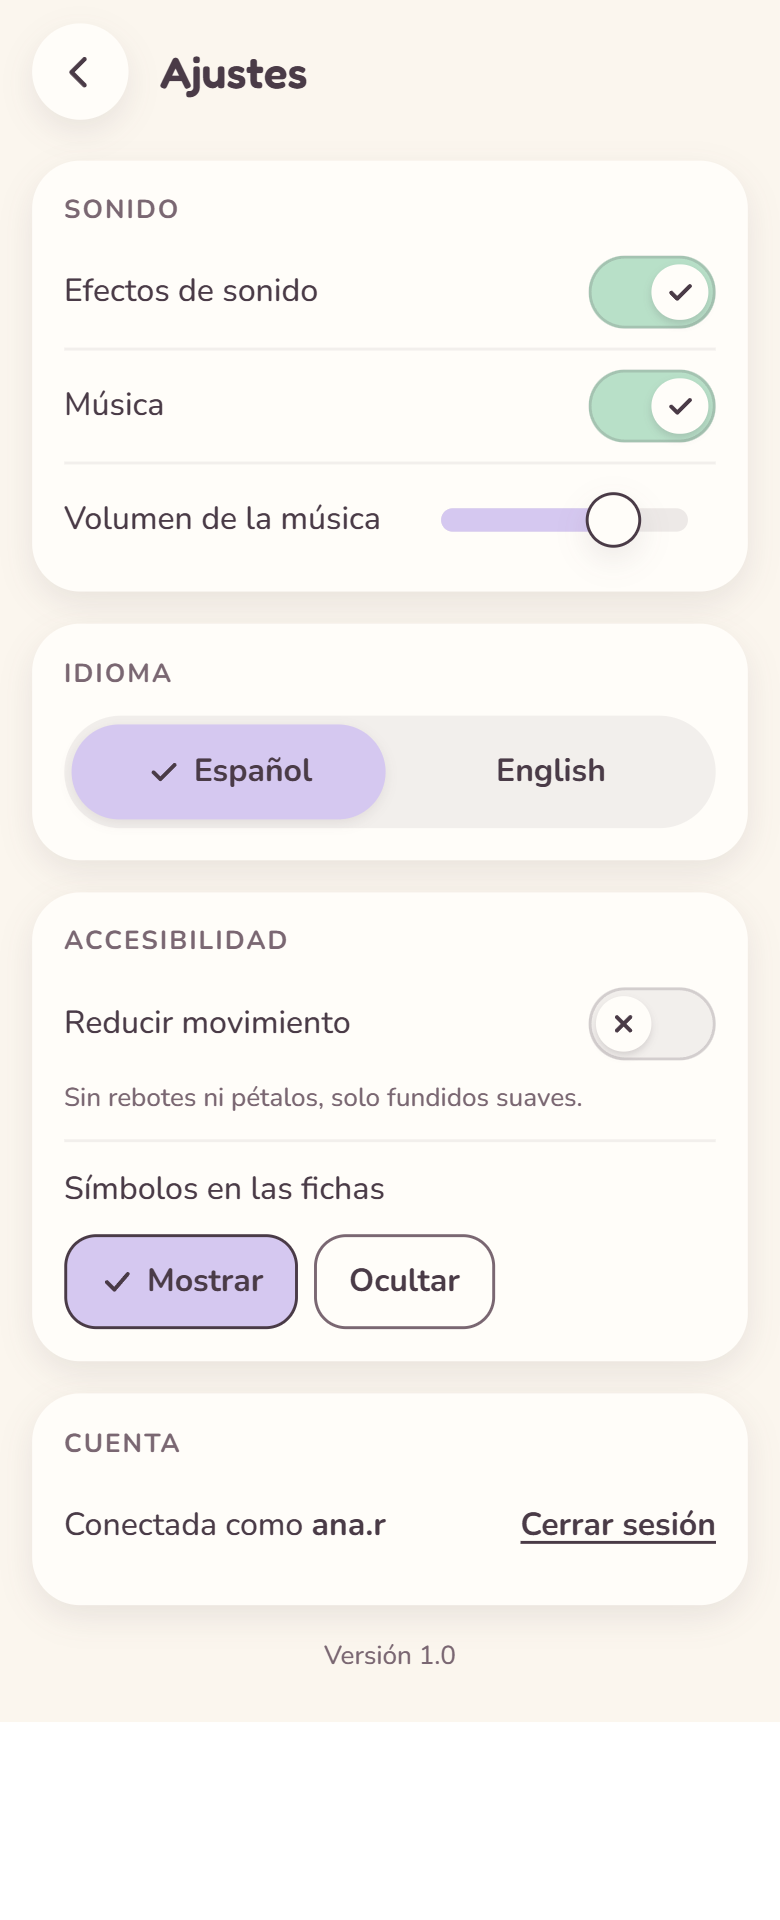 Ajustes
SONIDO
Efectos de sonido
Música
Volumen de la música
IDIOMA
Español English
ACCESIBILIDAD
Reducir movimiento
Sin rebotes ni pétalos, solo fundidos suaves.
Símbolos en las fichas
Mostrar Ocultar
CUENTA
Conectada como ana.r Cerrar sesión
Versión 1.0